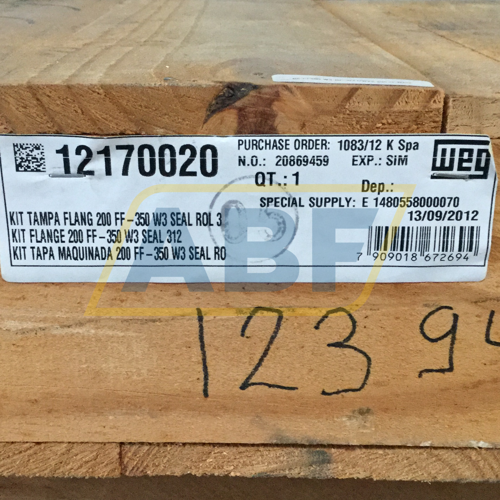 12170020
PURCHASE ORDER: 1083/12 K Spa
N.O.: 20869459 EXP.: SiM
QT.: 1
Dep.:
SPECIAL SUPPLY: E 1480558000070
13/09/2012
weg
KIT TAMPA FLANG 200 FF-350 W3 SEAL ROL 3
KIT FLANGE 200 FF-350 W3 SEAL 312
KIT TAPA MAQUINADA 200 FF-350 W3 SEAL RO
7 909018 672694
ABF
123 94